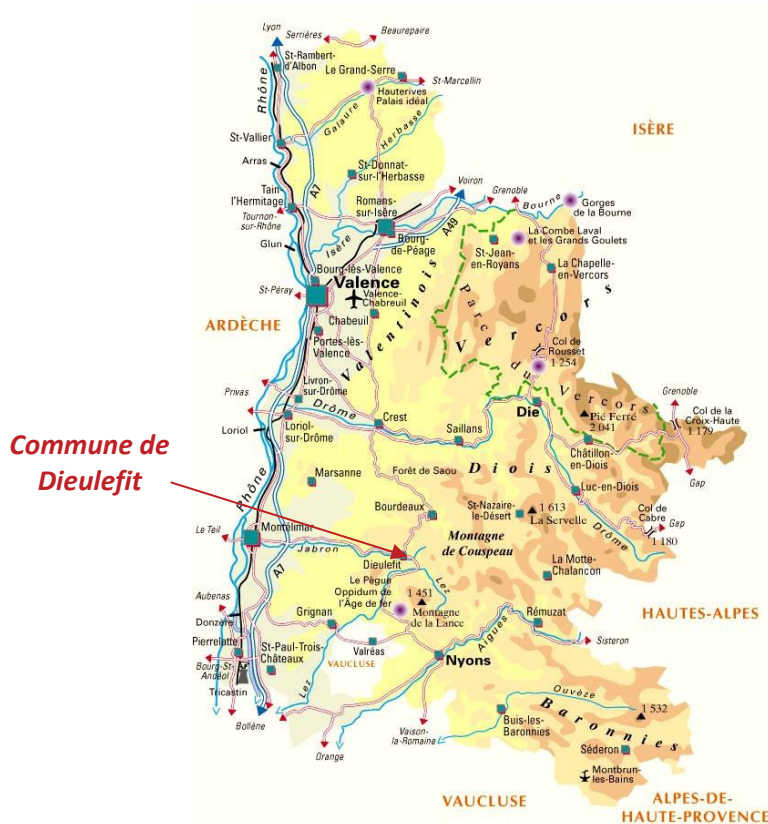 Lyon
Serrières
Beaurepaire
St-Rambert-
d'Albon
Le Grand-Serre
St-Marcellin
Hauterives
Palais idéal
Rhône
Galaure
Herbasse
ISÈRE
St-Vallier
Arras
St-Donnat-
sur-l'Herbasse
A7
Voiron
Tain
l'Hermitage
Tournon-
sur-Rhône
Romans-
sur-Isère
Grenoble
Bourne
Gorges
de la Bourne
Glun
Isère
A49
Bourg-
de-Péage
La Combe Laval
et les Grands Goulets
St-Jean-
en-Royans
La Chapelle-
en-Vercors
Bourg-lès-Valence
Valence
St-Péray
Valence-
Chabreuil
Chabeuil
Valentinois
Parc
du Vercors
Vercors
ARDÈCHE
Portes-lès-
Valence
Col de
Rousset
1 254
Livron-
sur-Drôme
Privas
Drôme
Crest
Die
Pié Ferré
2 041
Grenoble
Col de la
Croix-Haute
1 179
Gap
Loriol
Loriol-
sur-Drôme
Saillans
Châtillon-
en-Diois
Commune de
Dieulefit
Rhône
Marsanne
Forêt de Saou
Diois
Luc-en-Diois
Bourdeaux
St-Nazaire-
le-Désert
1 613
La Servelle
Drôme
Col de
Cabre
Gap
1 180
Le Teil
Montélimar
Jabron
Montagne
de Couspeau
Dieulefit
La Motte-
Chalançon
A7
Le Pègue
Oppidum de
l'Âge de fer
Lez
1 451
Montagne
de la Lance
Aubenas
Donzère
Grignan
Rémuzat
HAUTES-ALPES
Pierrelatte
Bourg-St-
Andéol
St-Paul-Trois-
Châteaux
Valréas
VAUCLUSE
Aigues
Sisteron
Nyons
Tricastin
Lez
Bollène
Orange
Vaison-
la-Romaine
Ouvèze
Buis-les-
Baronnies
Baronnies
1 532
Séderon
Montbrun-
les-Bains
VAUCLUSE
ALPES-DE-
HAUTE-PROVENCE